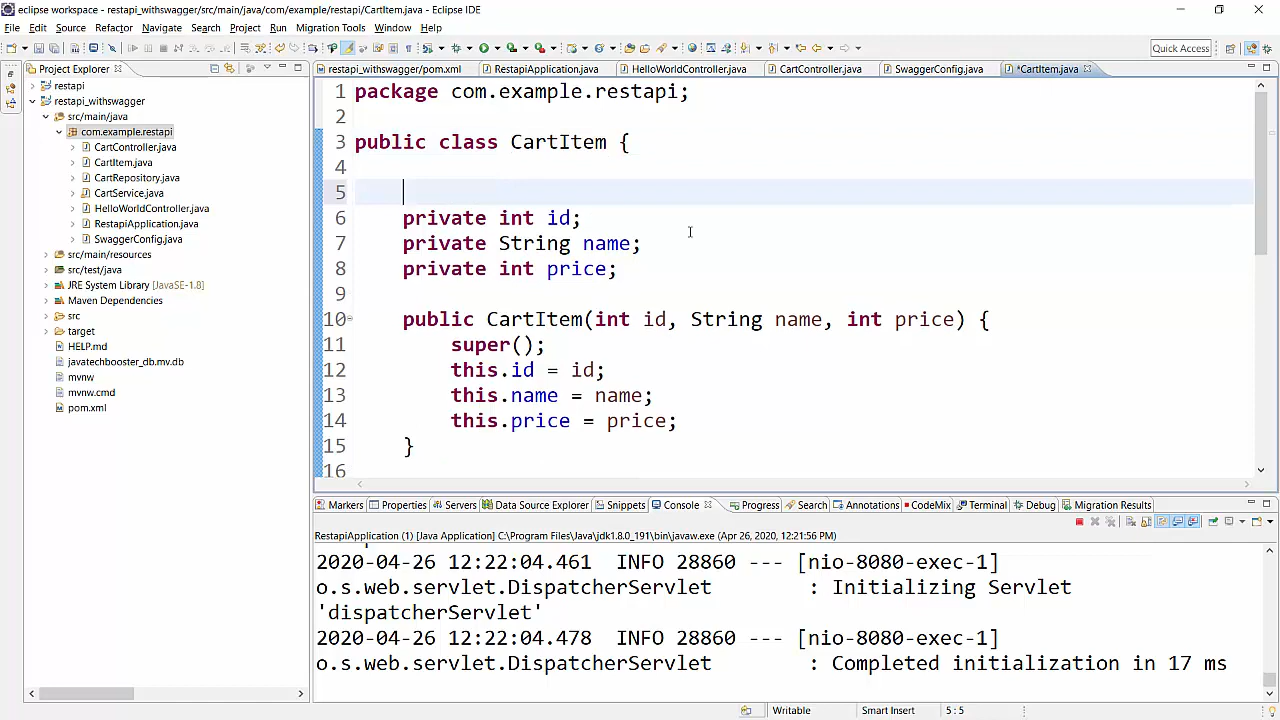 eclipse workspace - restapi_withswagger/src/main/java/com/example/restapi/CartItem.java - Eclipse IDE
File Edit Source Refactor Navigate Search Project Run Migration Tools Window Help
Quick Access
Project Explorer
restapi
restapi_withswagger
src/main/java
com.example.restapi
CartController.java
CartItem.java
CartRepository.java
CartService.java
HelloWorldController.java
RestapiApplication.java
SwaggerConfig.java
src/main/resources
src/test/java
JRE System Library [JavaSE-1.8]
Maven Dependencies
src
target
HELP.md
javatechbooster_db.mv.db
mvnw
mvnw.cmd
pom.xml
restapi_withswagger/pom.xml RestapiApplication.java HelloWorldController.java CartController.java SwaggerConfig.java *CartItem.java
1 package com.example.restapi;
2
3 public class CartItem {
4
5
6 private int id;
7 private String name;
8 private int price;
9
10 public CartItem(int id, String name, int price) {
11 super();
12 this.id = id;
13 this.name = name;
14 this.price = price;
15 }
16
Markers Properties Servers Data Source Explorer Snippets Console Progress Search Annotations CodeMix Terminal Debug Migration Results
RestapiApplication (1) [Java Application] C:\Program Files\Java\jdk1.8.0_191\bin\javaw.exe (Apr 26, 2020, 12:21:56 PM)
2020-04-26 12:22:04.461 INFO 28860 --- [nio-8080-exec-1]
o.s.web.servlet.DispatcherServlet : Initializing Servlet
'dispatcherServlet'
2020-04-26 12:22:04.478 INFO 28860 --- [nio-8080-exec-1]
o.s.web.servlet.DispatcherServlet : Completed initialization in 17 ms
Writable Smart Insert 5 : 5